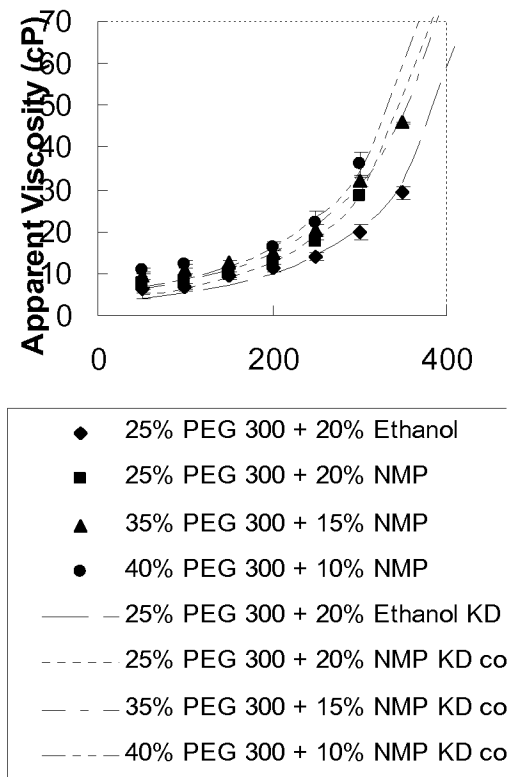 Apparent Viscosity (cP)
70
60
50
40
30
20
10
0
0
200
400
25% PEG 300 + 20% Ethanol
25% PEG 300 + 20% NMP
35% PEG 300 + 15% NMP
40% PEG 300 + 10% NMP
25% PEG 300 + 20% Ethanol KD
25% PEG 300 + 20% NMP KD co
35% PEG 300 + 15% NMP KD co
40% PEG 300 + 10% NMP KD co